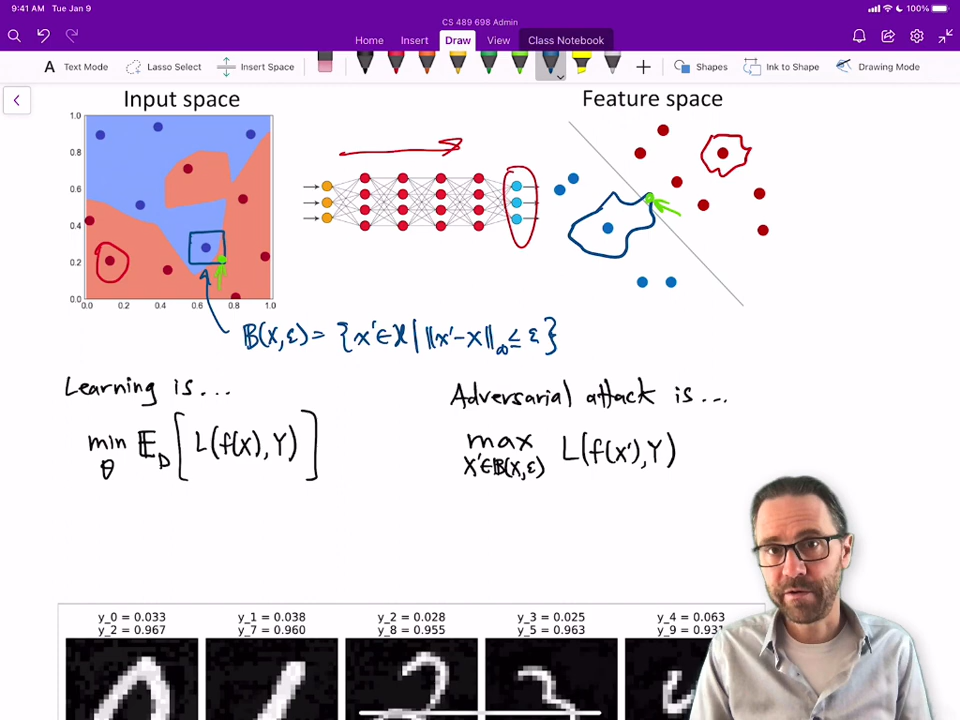 9:41 AM Tue Jan 9
100%
CS 489 698 Admin
Home Insert Draw View Class Notebook
A Text Mode Lasso Select Insert Space Shapes Ink to Shape Drawing Mode
Input space
Feature space
1.0
0.8
0.6
0.4
0.2
0.0
0.0 0.2 0.4 0.6 0.8 1.0
B(x,ε) = {x'∈X | ||x'-x||∞ ≤ ε}
Learning is...
Adversarial attack is...
min E_D [L(f(x),Y)]
θ
max L(f(x'),Y)
x'∈B(x,ε)
y_0 = 0.033 y_1 = 0.038 y_2 = 0.028 y_3 = 0.025 y_4 = 0.063
y_2 = 0.967 y_7 = 0.960 y_8 = 0.955 y_5 = 0.963 y_9 = 0.931